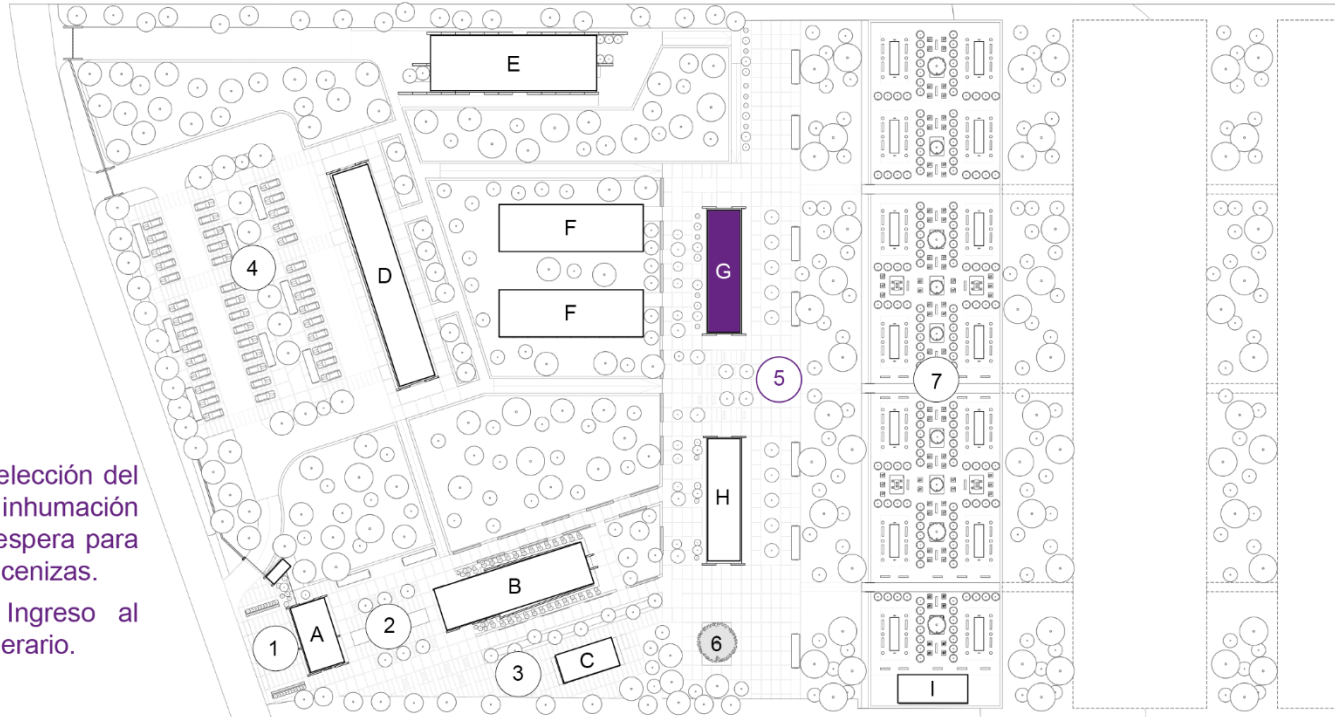 E
F
D
G
4
F
5
7
H
elección del
inhumación
espera para
cenizas.
Ingreso al
erario.
B
A
2
1
6
C
3
I